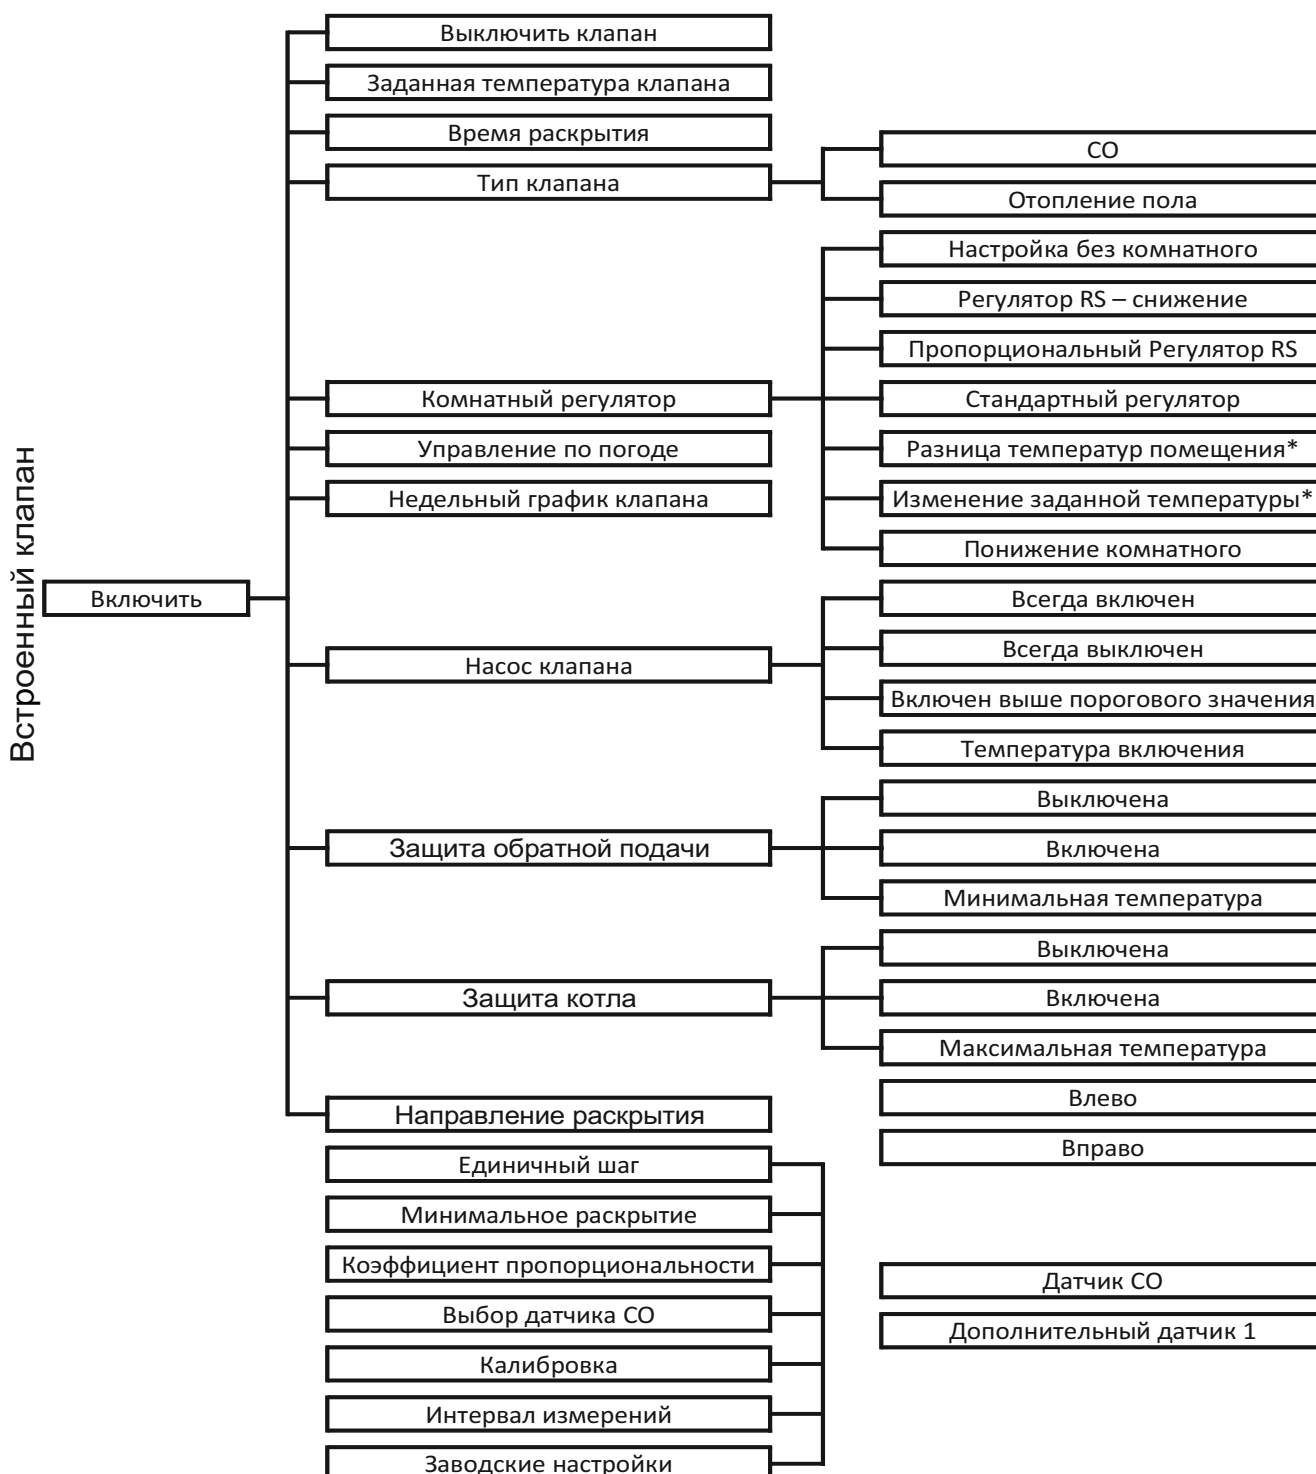 Встроенный клапан
Включить
Выключить клапан
Заданная температура клапана
Время раскрытия
Тип клапана
СО
Отопление пола
Комнатный регулятор
Настройка без комнатного
Регулятор RS – снижение
Пропорциональный Регулятор RS
Стандартный регулятор
Разница температур помещения*
Изменение заданной температуры*
Понижение комнатного
Управление по погоде
Недельный график клапана
Насос клапана
Всегда включен
Всегда выключен
Включен выше порогового значения
Температура включения
Защита обратной подачи
Выключена
Включена
Минимальная температура
Защита котла
Выключена
Включена
Максимальная температура
Направление раскрытия
Влево
Вправо
Единичный шаг
Минимальное раскрытие
Коэффициент пропорциональности
Выбор датчика СО
Датчик СО
Дополнительный датчик 1
Калибровка
Интервал измерений
Заводские настройки